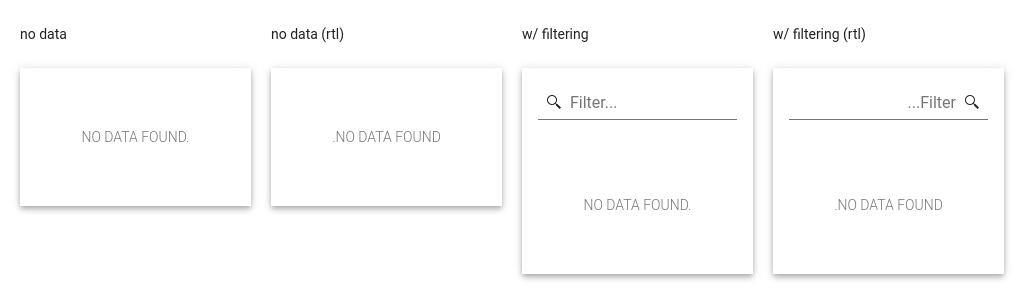 no data
no data (rtl)
w/ filtering
w/ filtering (rtl)
NO DATA FOUND.
.NO DATA FOUND
Filter...
NO DATA FOUND.
...Filter
.NO DATA FOUND